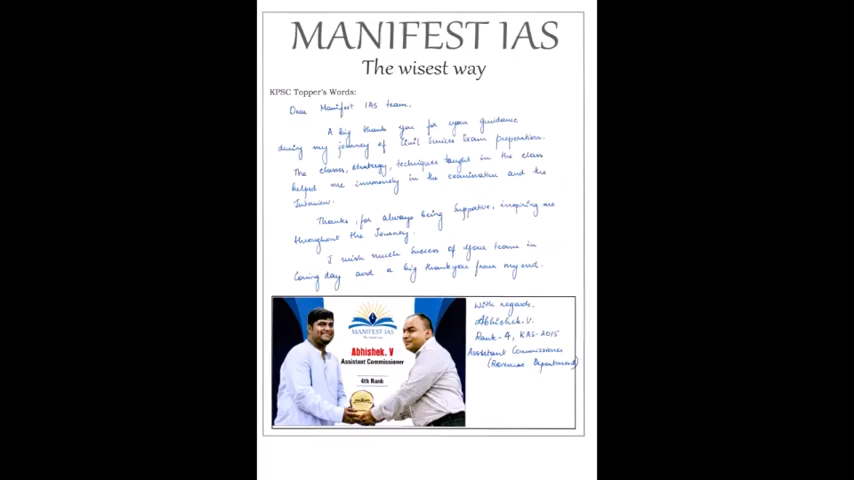 MANIFEST IAS
The wisest way
KPSC Topper's Words:
Dear Manifest IAS team.
A big thank you for your guidance
during my journey of Civil Services Exam preparation.
The classes, strategy, techniques taught in the class
helped me immensely in the examination and the
Interview.
Thanks, for always being supportive, inspiring me
throughout the Journey.
I wish much success of your team in
Coming day and a big thankyou from my end.
MANIFEST IAS
Abhishek. V
Assistant Commissioner
4th Rank
With regards.
Abhishek. V.
Rank-4, KAS-2015
Assistant Commissioner
(Revenue Department)